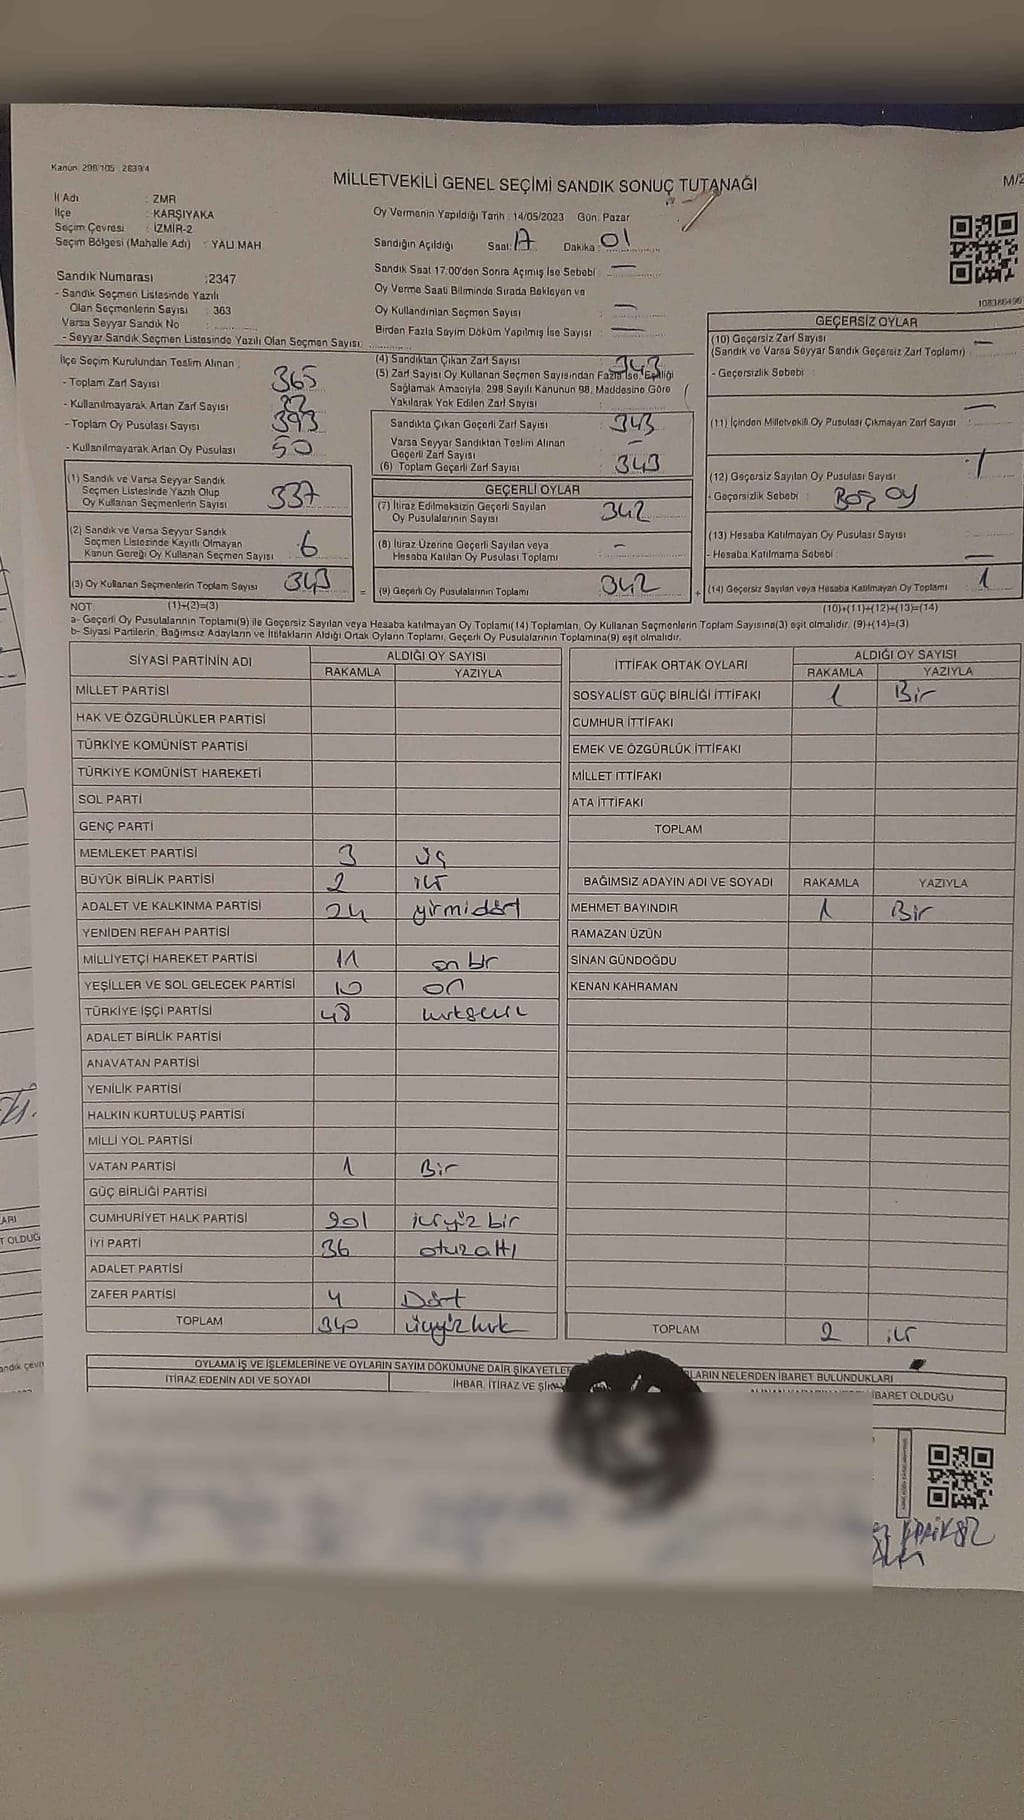 Kanun: 298/105 2839/4
MİLLETVEKİLİ GENEL SEÇİMİ SANDIK SONUÇ TUTANAĞI
M/2
İl Adı : ZMR
İlçe : KARŞIYAKA
Seçim Çevresi : İZMİR-2
Seçim Bölgesi (Mahalle Adı) : YALI MAH
Sandık Numarası :2347
- Sandık Seçmen Listesinde Yazılı
Olan Seçmenlerin Sayısı : 363
Varsa Seyyar Sandık No :
- Seyyar Sandık Seçmen Listesinde Yazılı Olan Seçmen Sayısı:
Oy Vermenin Yapıldığı Tarih : 14/05/2023 Gün: Pazar
Sandığın Açıldığı Saat: 17 Dakika : 01
Sandık Saat 17:00'den Sonra Açımış İse Sebebi : —
Oy Verme Saati Bitiminde Sırada Bekleyen ve
Oy Kullandırılan Seçmen Sayısı : —
Birden Fazla Sayım Döküm Yapılmış İse Sayısı : —
108386496
İlçe Seçim Kurulundan Teslim Alınan ;
- Toplam Zarf Sayısı : 365
- Kullanılmayarak Artan Zarf Sayısı : 22
-Toplam Oy Pusulası Sayısı : 393
- Kullanılmayarak Artan Oy Pusulası : 50
(1) Sandık ve Varsa Seyyar Sandık
Seçmen Listesinde Yazılı Olup
Oy Kullanan Seçmenlerin Sayısı : 337
(2) Sandık ve Varsa Seyyar Sandık
Seçmen Listesinde Kayıtlı Olmayan
Kanun Gereği Oy Kullanan Seçmen Sayısı : 6
(3) Oy Kullanan Seçmenlerin Toplam Sayısı : 343
(4) Sandıktan Çıkan Zarf Sayısı : 343
(5) Zarf Sayısı Oy Kullanan Seçmen Sayısından Fazla İse, Eşitliği
Sağlamak Amacıyla, 298 Sayılı Kanunun 98. Maddesine Göre
Yakılarak Yok Edilen Zarf Sayısı :
Sandıkta Çıkan Geçerli Zarf Sayısı : 343
Varsa Seyyar Sandıktan Teslim Alınan
Geçerli Zarf Sayısı : —
(6) Toplam Geçerli Zarf Sayısı : 343
GEÇERLİ OYLAR
(7) İtiraz Edilmeksizin Geçerli Sayılan
Oy Pusulalarının Sayısı : 342
(8) İtiraz Üzerine Geçerli Sayılan veya
Hesaba Katılan Oy Pusulası Toplamı : —
= (9) Geçerli Oy Pusulalarının Toplamı : 342 +
GEÇERSİZ OYLAR
(10) Geçersiz Zarf Sayısı
(Sandık ve Varsa Seyyar Sandık Geçersiz Zarf Toplamı) : —
- Geçersizlik Sebebi :
(11) İçinden Milletvekili Oy Pusulası Çıkmayan Zarf Sayısı : —
(12) Geçersiz Sayılan Oy Pusulası Sayısı : 1
- Geçersizlik Sebebi : BOŞ OY
(13) Hesaba Katılmayan Oy Pusulası Sayısı :
- Hesaba Katılmama Sebebi : —
(14) Geçersiz Sayılan veya Hesaba Katılmayan Oy Toplamı : 1
NOT: (1)+(2)=(3)
(10)+(11)+(12)+(13)=(14)
a- Geçerli Oy Pusulalarının Toplamı(9) ile Geçersiz Sayılan veya Hesaba katılmayan Oy Toplamı(14) Toplamları, Oy Kullanan Seçmenlerin Toplam Sayısına(3) eşit olmalıdır. (9)+(14)=(3)
b- Siyasi Partilerin, Bağımsız Adayların ve İttifakların Aldığı Ortak Oyların Toplamı, Geçerli Oy Pusulalarının Toplamına(9) eşit olmalıdır.
SİYASİ PARTİNİN ADI ALDIĞI OY SAYISI
RAKAMLA YAZIYLA
MİLLET PARTİSİ
HAK VE ÖZGÜRLÜKLER PARTİSİ
TÜRKİYE KOMÜNİST PARTİSİ
TÜRKİYE KOMÜNİST HAREKETİ
SOL PARTİ
GENÇ PARTİ
MEMLEKET PARTİSİ 3 üç
BÜYÜK BİRLİK PARTİSİ 2 iki
ADALET VE KALKINMA PARTİSİ 24 yirmidört
YENİDEN REFAH PARTİSİ
MİLLİYETÇİ HAREKET PARTİSİ 11 on bir
YEŞİLLER VE SOL GELECEK PARTİSİ 10 on
TÜRKİYE İŞÇİ PARTİSİ 48 kırksekiz
ADALET BİRLİK PARTİSİ
ANAVATAN PARTİSİ
YENİLİK PARTİSİ
HALKIN KURTULUŞ PARTİSİ
MİLLİ YOL PARTİSİ
VATAN PARTİSİ 1 Bir
GÜÇ BİRLİĞİ PARTİSİ
CUMHURİYET HALK PARTİSİ 201 ikiyüz bir
İYİ PARTİ 36 otuzaltı
ADALET PARTİSİ
ZAFER PARTİSİ 4 Dört
TOPLAM 340 üçyüz kırk
İTTİFAK ORTAK OYLARI ALDIĞI OY SAYISI
RAKAMLA YAZIYLA
SOSYALİST GÜÇ BİRLİĞİ İTTİFAKI 1 Bir
CUMHUR İTTİFAKI
EMEK VE ÖZGÜRLÜK İTTİFAKI
MİLLET İTTİFAKI
ATA İTTİFAKI
TOPLAM
BAĞIMSIZ ADAYIN ADI VE SOYADI RAKAMLA YAZIYLA
MEHMET BAYINDIR 1 Bir
RAMAZAN ÜZÜN
SİNAN GÜNDOĞDU
KENAN KAHRAMAN
TOPLAM 2 iki
OYLAMA İŞ VE İŞLEMLERİNE VE OYLARIN SAYIM DÖKÜMÜNE DAİR ŞİKAYETLE
LARIN NELERDEN İBARET BULUNDUKLARI
İTİRAZ EDENİN ADI VE SOYADI
İHBAR, İTİRAZ VE ŞİKA
İBARET OLDUĞU